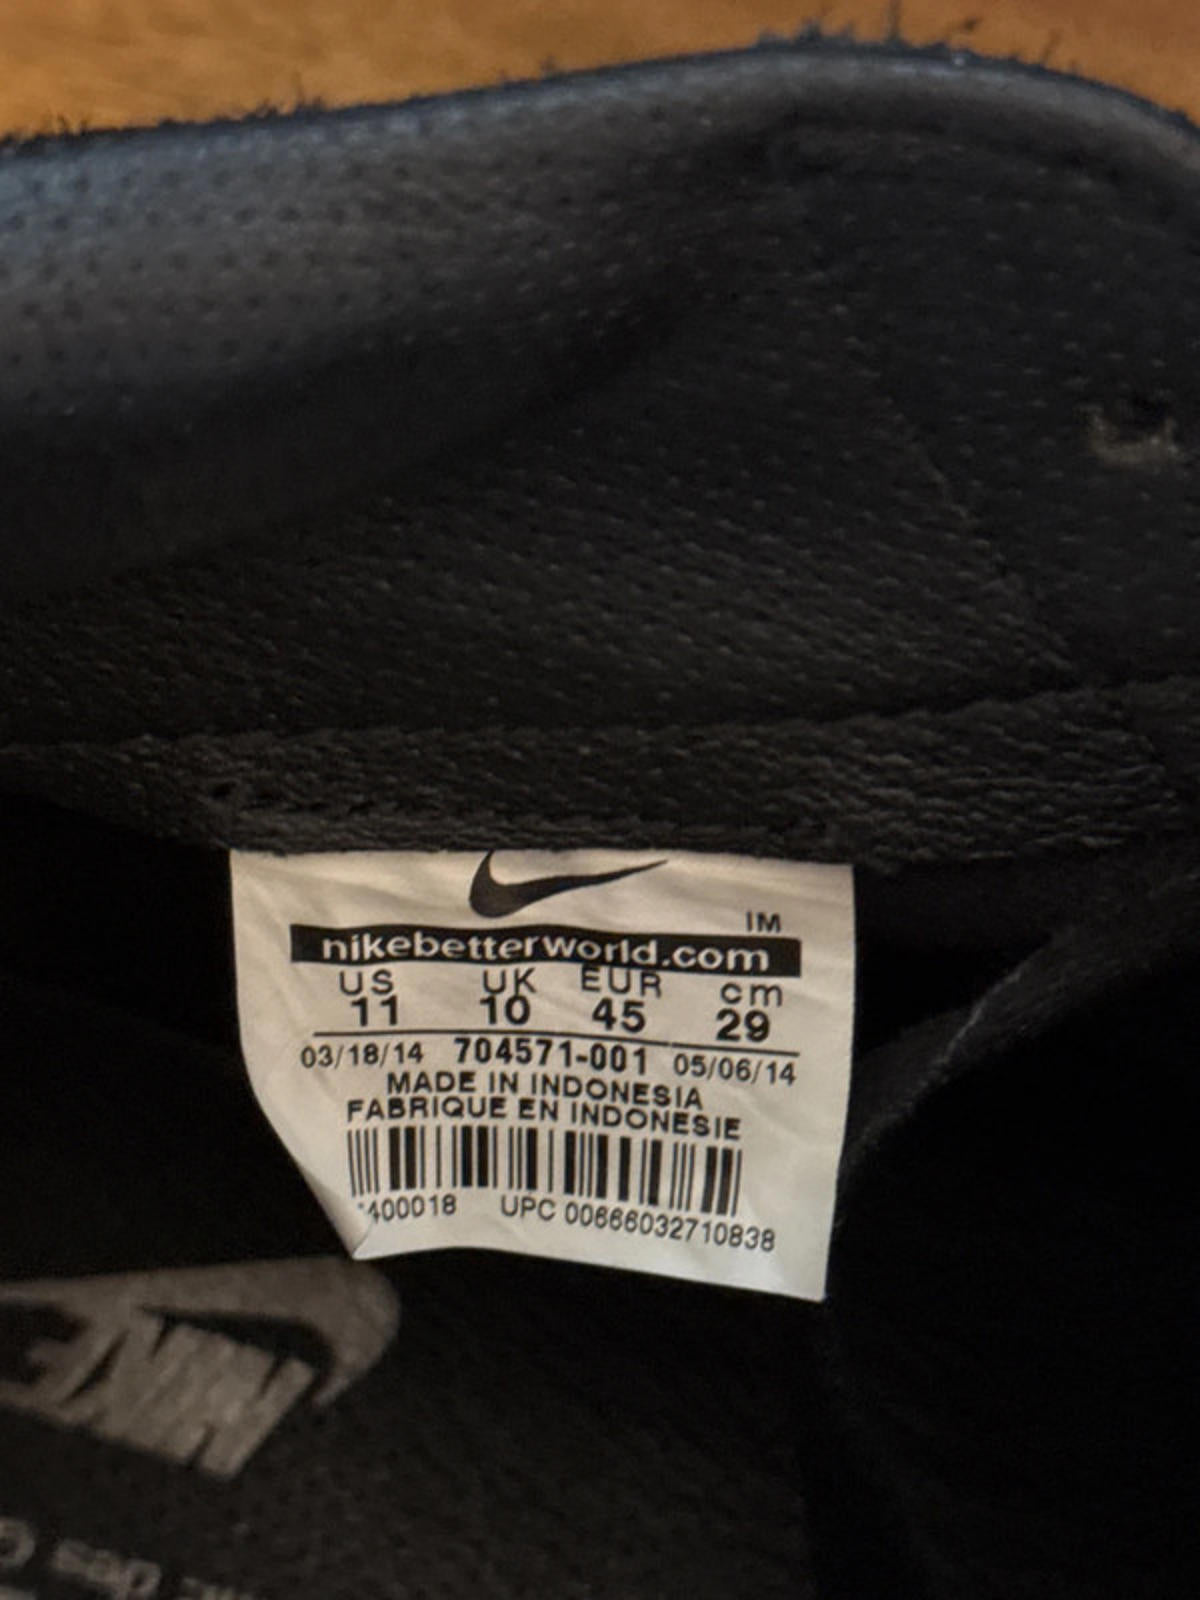 IM
nikebetterworld.com
US UK EUR cm
11 10 45 29
03/18/14 704571-001 05/06/14
MADE IN INDONESIA
FABRIQUE EN INDONESIE
400018 UPC 00666032710838
NIKE